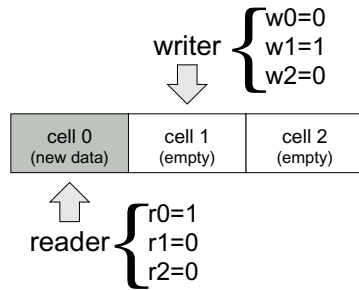 w0=0
writer w1=1
w2=0
cell 0 cell 1 cell 2
(new data) (empty) (empty)
r0=1
reader r1=0
r2=0